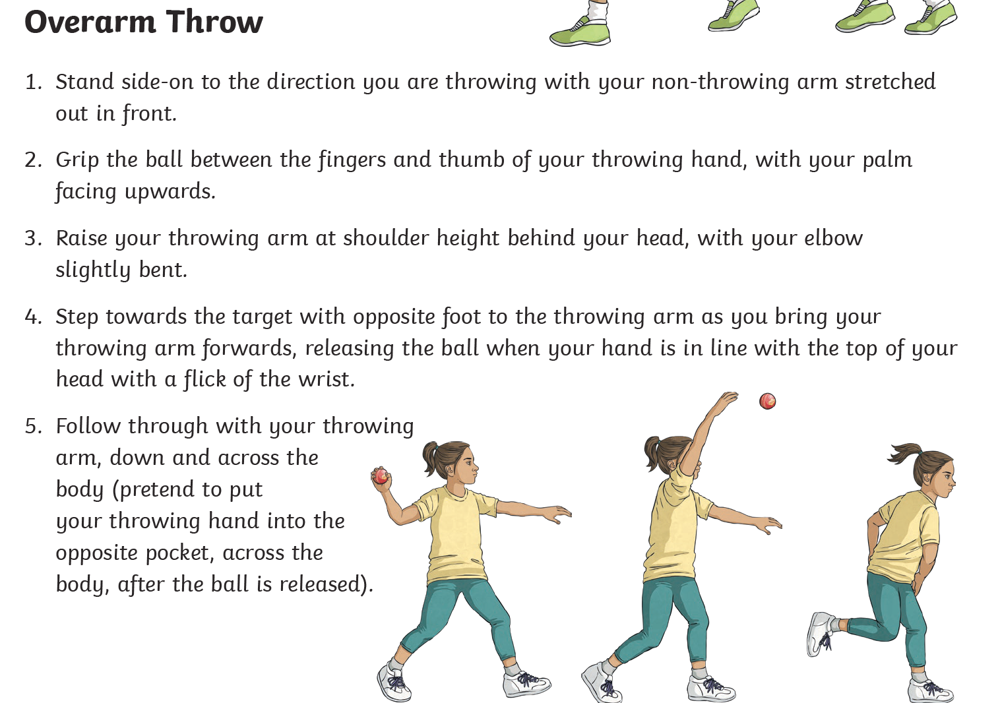 Overarm Throw
1. Stand side-on to the direction you are throwing with your non-throwing arm stretched
out in front.
2. Grip the ball between the fingers and thumb of your throwing hand, with your palm
facing upwards.
3. Raise your throwing arm at shoulder height behind your head, with your elbow
slightly bent.
4. Step towards the target with opposite foot to the throwing arm as you bring your
throwing arm forwards, releasing the ball when your hand is in line with the top of your
head with a flick of the wrist.
5. Follow through with your throwing
arm, down and across the
body (pretend to put
your throwing hand into the
opposite pocket, across the
body, after the ball is released).